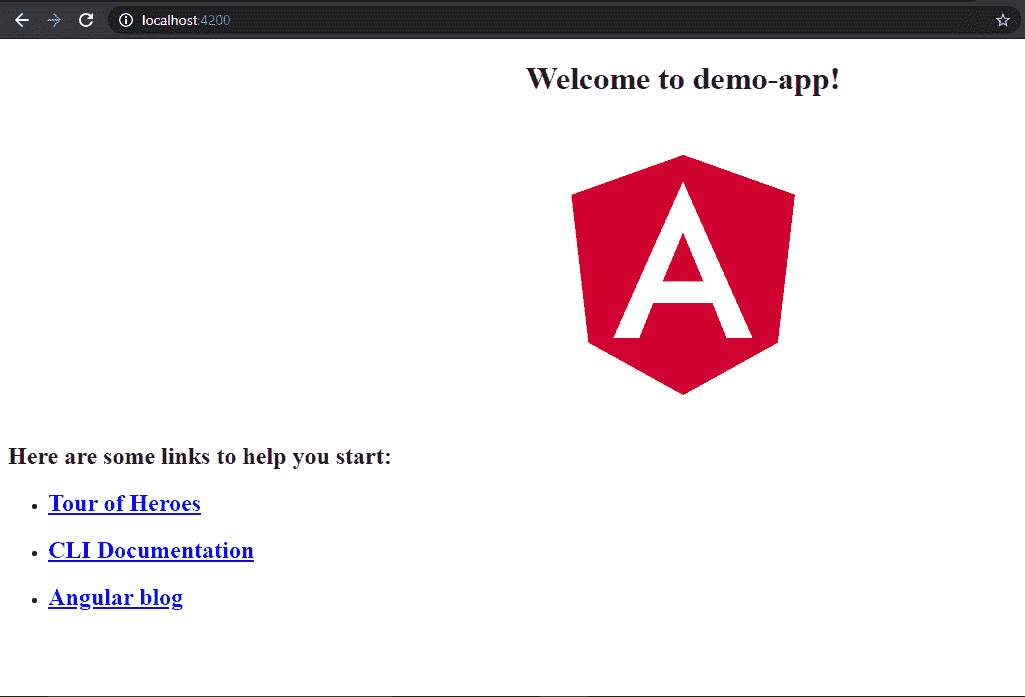 localhost:4200
Welcome to demo-app!
A
Here are some links to help you start:
Tour of Heroes
CLI Documentation
Angular blog